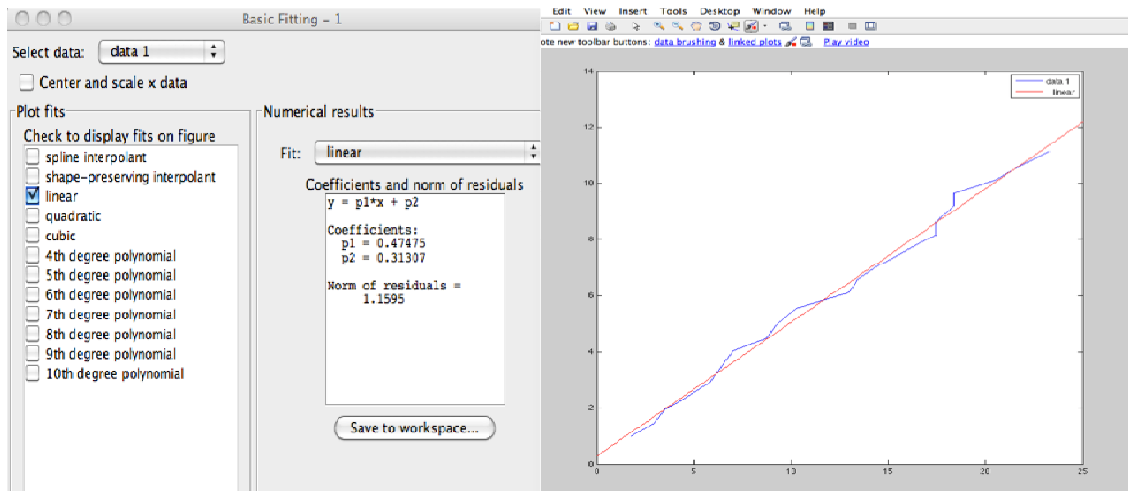 Basic Fitting – 1
Select data: data 1
Center and scale x data
Plot fits
Check to display fits on figure
spline interpolant
shape-preserving interpolant
linear
quadratic
cubic
4th degree polynomial
5th degree polynomial
6th degree polynomial
7th degree polynomial
8th degree polynomial
9th degree polynomial
10th degree polynomial
Numerical results
Fit: linear
Coefficients and norm of residuals
y = p1*x + p2
Coefficients:
p1 = 0.47475
p2 = 0.31307
Norm of residuals =
1.1595
Save to workspace...
Edit View Insert Tools Desktop Window Help
ote new toolbar buttons: data brushing & linked plots Play video
data 1
linear
14
12
10
8
6
4
2
0
0 5 10 15 20 25